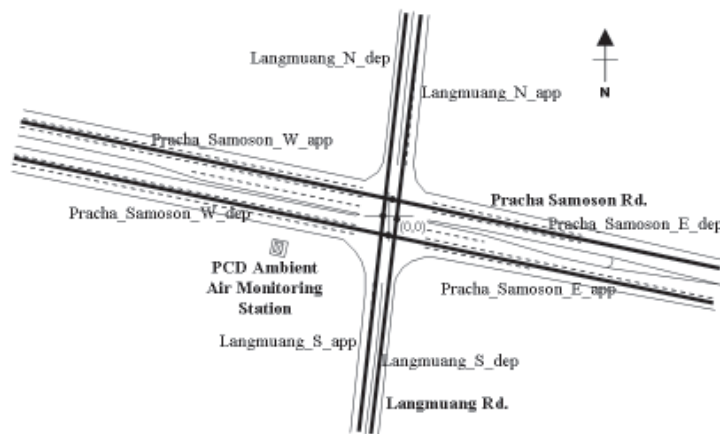 Langmuang_N_dep
Langmuang_N_app
N
Pracha_Samoson_W_app
Pracha Samoson Rd.
Pracha_Samoson_W_dep
Pracha_Samoson_E_dep
(0,0)
PCD Ambient
Air Monitoring
Station
Pracha_Samoson_E_app
Langmuang_S_app
Langmuang_S_dep
Langmuang Rd.